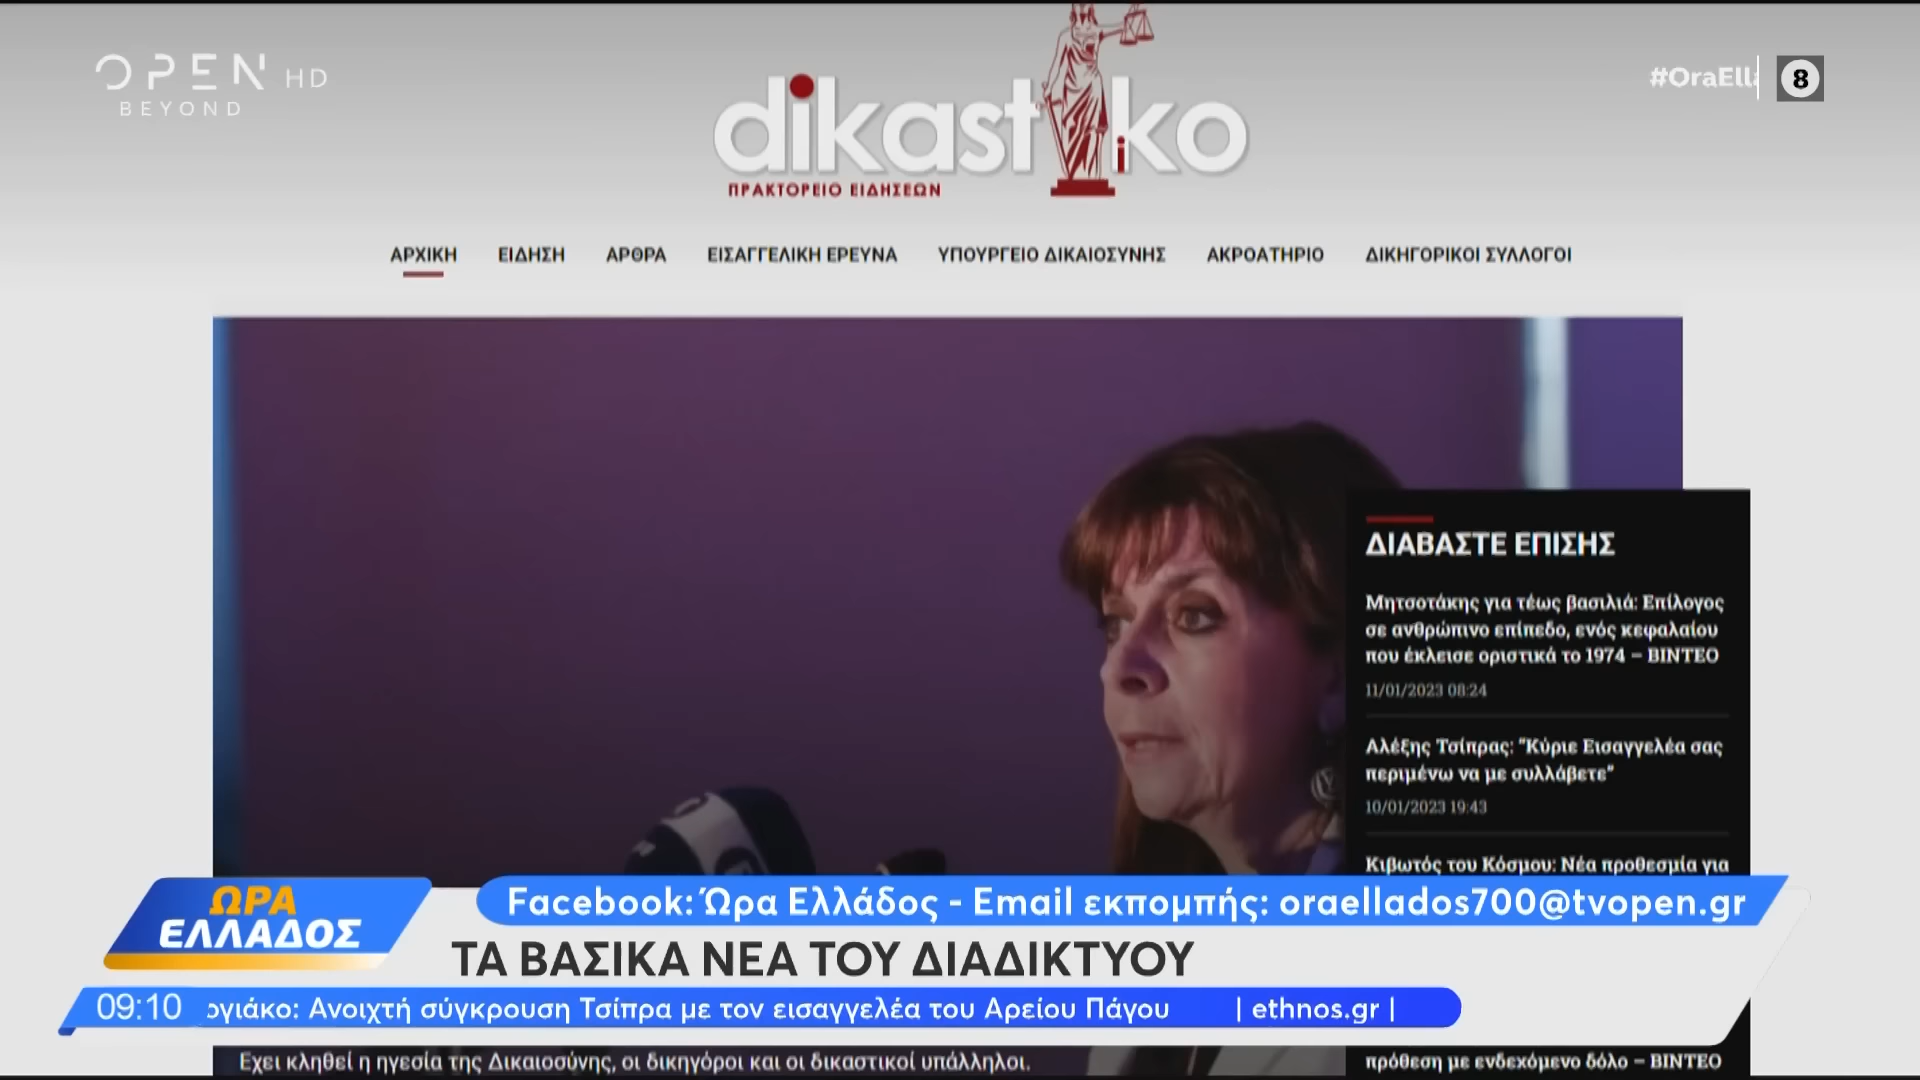 OPEN HD
BEYOND
#OraElla
8
dikastiko
ΠΡΑΚΤΟΡΕΙΟ ΕΙΔΗΣΕΩΝ
ΑΡΧΙΚΗ ΕΙΔΗΣΗ ΑΡΘΡΑ ΕΙΣΑΓΓΕΛΙΚΗ ΕΡΕΥΝΑ ΥΠΟΥΡΓΕΙΟ ΔΙΚΑΙΟΣΥΝΗΣ ΑΚΡΟΑΤΗΡΙΟ ΔΙΚΗΓΟΡΙΚΟΙ ΣΥΛΛΟΓΟΙ
ΔΙΑΒΑΣΤΕ ΕΠΙΣΗΣ
Μητσοτάκης για τέως βασιλιά: Επίλογος
σε ανθρώπινο επίπεδο, ενός κεφαλαίου
που έκλεισε οριστικά το 1974 – ΒΙΝΤΕΟ
11/01/2023 08:24
Αλέξης Τσίπρας: “Κύριε Εισαγγελέα σας
περιμένω να με συλλάβετε”
10/01/2023 19:43
Κιβωτός του Κόσμου: Νέα προθεσμία για
ΩΡΑ
ΕΛΛΑΔΟΣ
Facebook: Ώρα Ελλάδος - Email εκπομπής: oraellados700@tvopen.gr
ΤΑ ΒΑΣΙΚΑ ΝΕΑ ΤΟΥ ΔΙΑΔΙΚΤΥΟΥ
09:10 ογιάκο: Ανοιχτή σύγκρουση Τσίπρα με τον εισαγγελέα του Αρείου Πάγου | ethnos.gr |
Έχει κληθεί η ηγεσία της Δικαιοσύνης, οι δικηγόροι και οι δικαστικοί υπάλληλοι.
πρόθεση με ενδεχόμενο δόλο – ΒΙΝΤΕΟ